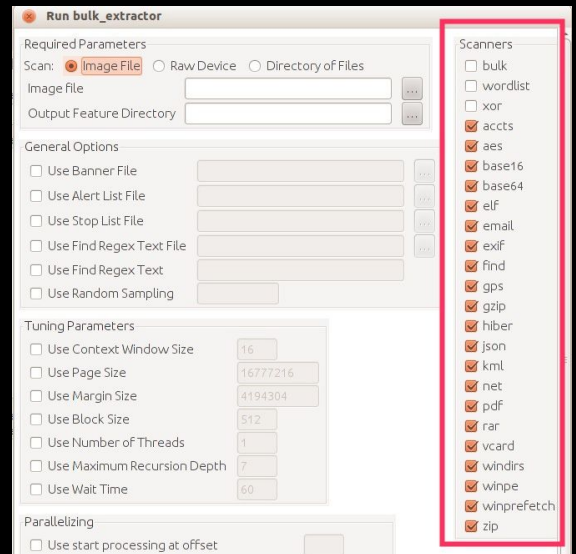 Run bulk_extractor
Required Parameters
Scan: Image File Raw Device Directory of Files
Image file ...
Output Feature Directory ...
General Options
Use Banner File ...
Use Alert List File ...
Use Stop List File ...
Use Find Regex Text File ...
Use Find Regex Text
Use Random Sampling
Tuning Parameters
Use Context Window Size 16
Use Page Size 16777216
Use Margin Size 4194304
Use Block Size 512
Use Number of Threads 1
Use Maximum Recursion Depth 7
Use Wait Time 60
Parallelizing
Use start processing at offset
Scanners
bulk
wordlist
xor
accts
aes
base16
base64
elf
email
exif
find
gps
gzip
hiber
json
kml
net
pdf
rar
vcard
windirs
winpe
winprefetch
zip